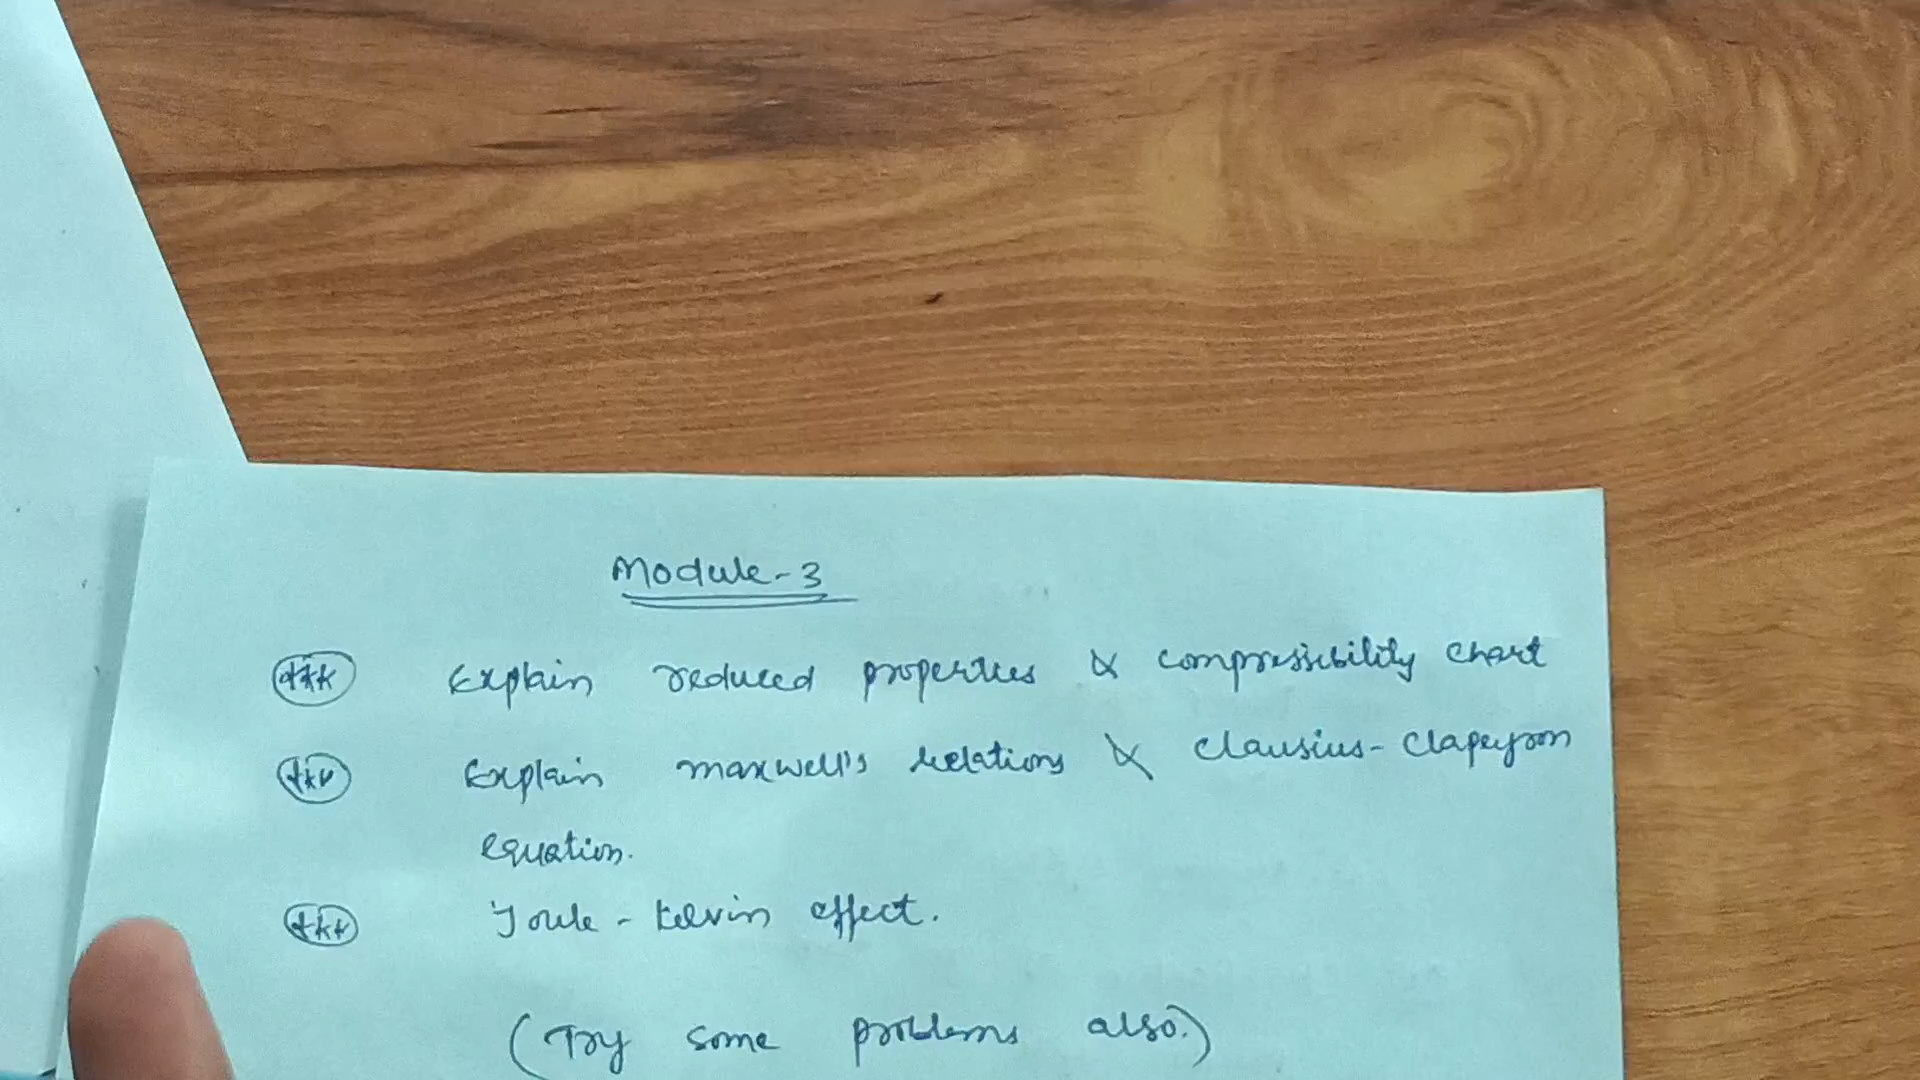 Module-3
*** Explain reduced properties & compressibility chart
*** Explain maxwell's relations & clausius-clapeyron
equation.
*** Joule-kelvin effect.
(Try some problems also.)